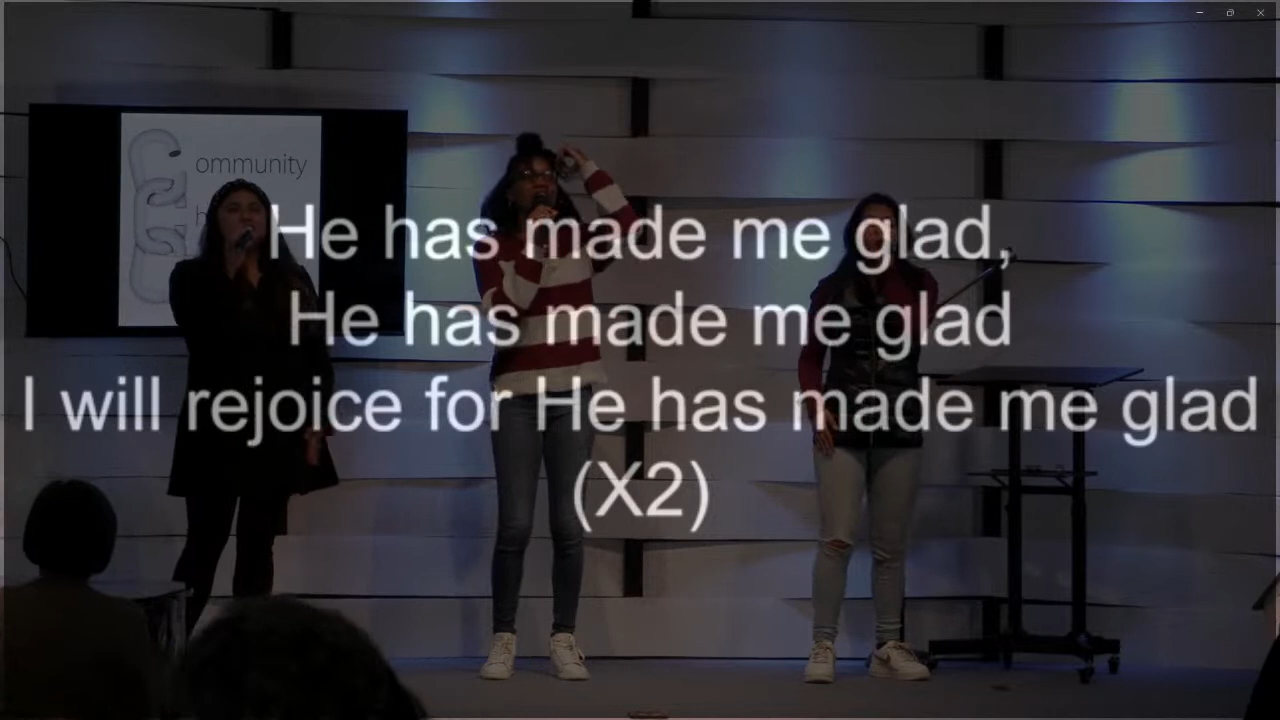 ommunity
He has made me glad,
He has made me glad
I will rejoice for He has made me glad
(X2)